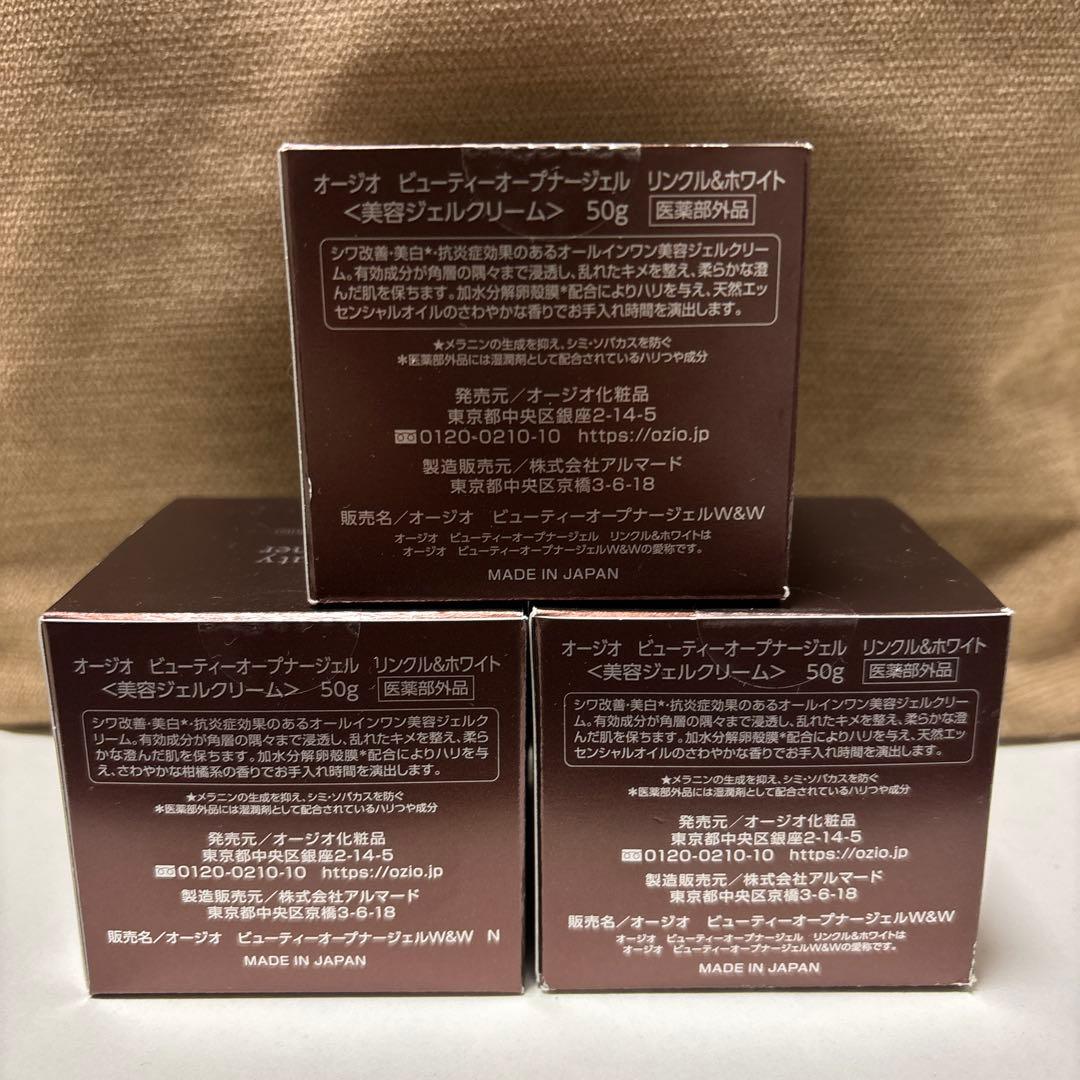 オージオ ビューティーオープナージェル リンクル&ホワイト
<美容ジェルクリーム> 50g 医薬部外品
シワ改善・美白*・抗炎症効果のあるオールインワン美容ジェルクリー
ム。有効成分が角層の隅々まで浸透し、乱れたキメを整え、柔らかな澄
んだ肌を保ちます。加水分解卵殻膜*配合によりハリを与え、天然エッ
センシャルオイルのさわやかな香りでお手入れ時間を演出します。
★メラニンの生成を抑え、シミ・ソバカスを防ぐ
*医薬部外品には湿潤剤として配合されているハリつや成分
発売元/オージオ化粧品
東京都中央区銀座2-14-5
0120-0210-10 https://ozio.jp
製造販売元/株式会社アルマード
東京都中央区京橋3-6-18
販売名/オージオ ビューティーオープナージェルW&W
オージオ ビューティーオープナージェル リンクル&ホワイトは
オージオ ビューティーオープナージェルW&Wの愛称です。
MADE IN JAPAN
オージオ ビューティーオープナージェル リンクル&ホワイト
<美容ジェルクリーム> 50g 医薬部外品
シワ改善・美白*・抗炎症効果のあるオールインワン美容ジェルクリ
ーム。有効成分が角層の隅々まで浸透し、乱れたキメを整え、柔ら
かな澄んだ肌を保ちます。加水分解卵殻膜*配合によりハリを与
え、さわやかな柑橘系の香りでお手入れ時間を演出します。
★メラニンの生成を抑え、シミ・ソバカスを防ぐ
*医薬部外品には湿潤剤として配合されているハリつや成分
発売元/オージオ化粧品
東京都中央区銀座2-14-5
0120-0210-10 https://ozio.jp
製造販売元/株式会社アルマード
東京都中央区京橋3-6-18
販売名/オージオ ビューティーオープナージェルW&W N
MADE IN JAPAN
オージオ ビューティーオープナージェル リンクル&ホワイト
<美容ジェルクリーム> 50g 医薬部外品
シワ改善・美白*・抗炎症効果のあるオールインワン美容ジェルクリー
ム。有効成分が角層の隅々まで浸透し、乱れたキメを整え、柔らかな澄
んだ肌を保ちます。加水分解卵殻膜*配合によりハリを与え、天然エッ
センシャルオイルのさわやかな香りでお手入れ時間を演出します。
★メラニンの生成を抑え、シミ・ソバカスを防ぐ
*医薬部外品には湿潤剤として配合されているハリつや成分
発売元/オージオ化粧品
東京都中央区銀座2-14-5
0120-0210-10 https://ozio.jp
製造販売元/株式会社アルマード
東京都中央区京橋3-6-18
販売名/オージオ ビューティーオープナージェルW&W
オージオ ビューティーオープナージェル リンクル&ホワイトは
オージオ ビューティーオープナージェルW&Wの愛称です。
MADE IN JAPAN